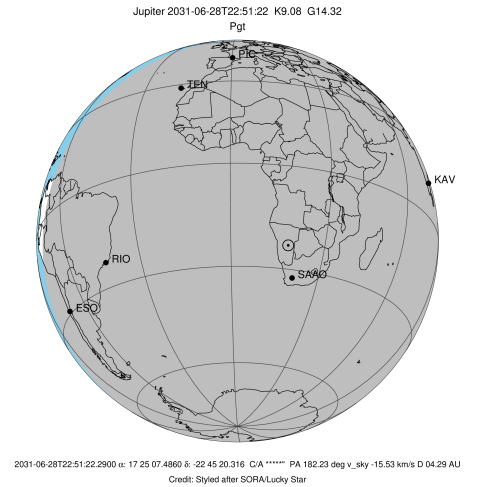 Jupiter 2031-06-28T22:51:22  K9.08  G14.32
Pgt
PIC
TEN
KAV
RIO
SAAO
ESO
2031-06-28T22:51:22.2900 α: 17 25 07.4860 δ: -22 45 20.316  C/A *****"  PA 182.23 deg v_sky -15.53 km/s D 04.29 AU
Credit: Styled after SORA/Lucky Star